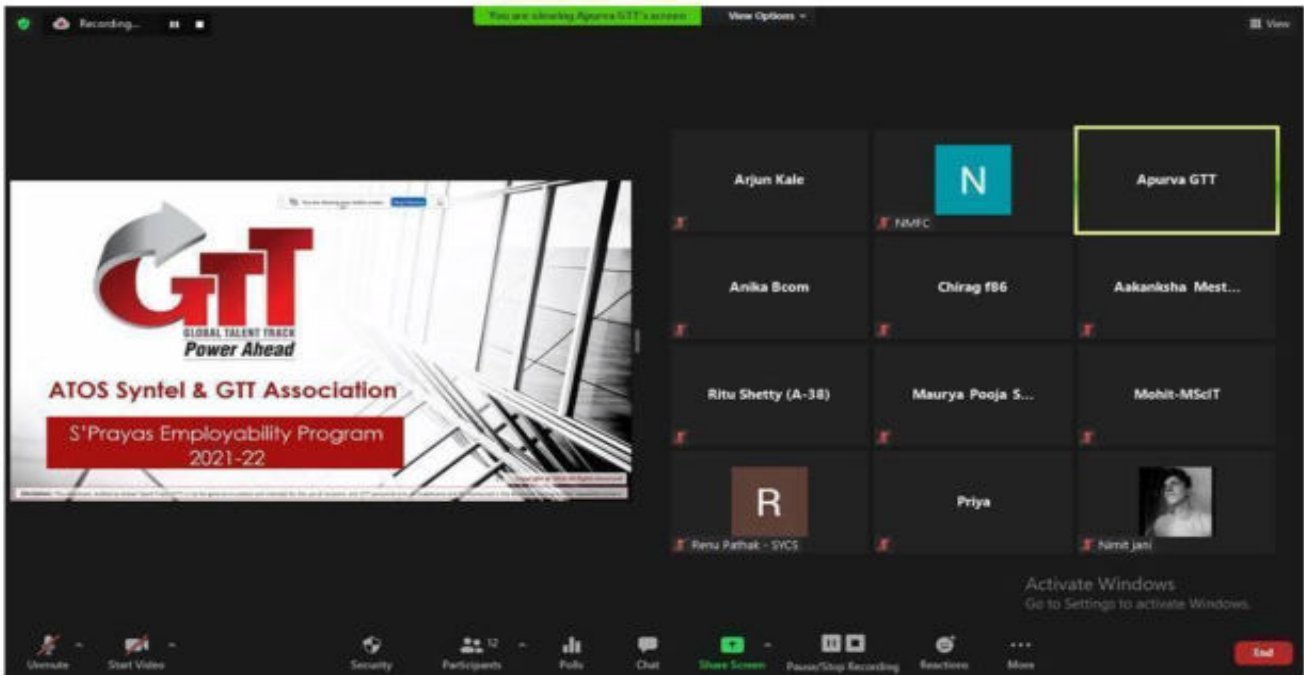 Recording...
You are viewing Apurva GTT's screen
View Options
View
GTT
GLOBAL TALENT TRACK
Power Ahead
ATOS Syntel & GTT Association
S'Prayas Employability Program
2021-22
Arjun Kale
N
NMFC
Apurva GTT
Anika Bcom
Chirag f86
Aakanksha Mest...
Ritu Shetty (A-38)
Maurya Pooja S...
Mohit-MScIT
R
Renu Pathak - SYCS
Priya
Nimit jani
Activate Windows
Go to Settings to activate Windows.
Unmute
Start Video
Security
Participants
12
Polls
Chat
Share Screen
Pause/Stop Recording
Reactions
More
End